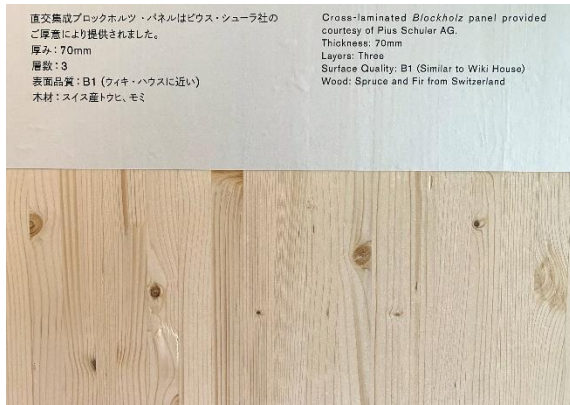 直交集成ブロックホルツ・パネルはピウス・シューラ社の
ご厚意により提供されました。
厚み：70mm
層数：3
表面品質：B1 (ウィキ・ハウスに近い)
木材：スイス産トウヒ、モミ
Cross-laminated Blockholz panel provided
courtesy of Pius Schuler AG.
Thickness: 70mm
Layers: Three
Surface Quality: B1 (Similar to Wiki House)
Wood: Spruce and Fir from Switzerland